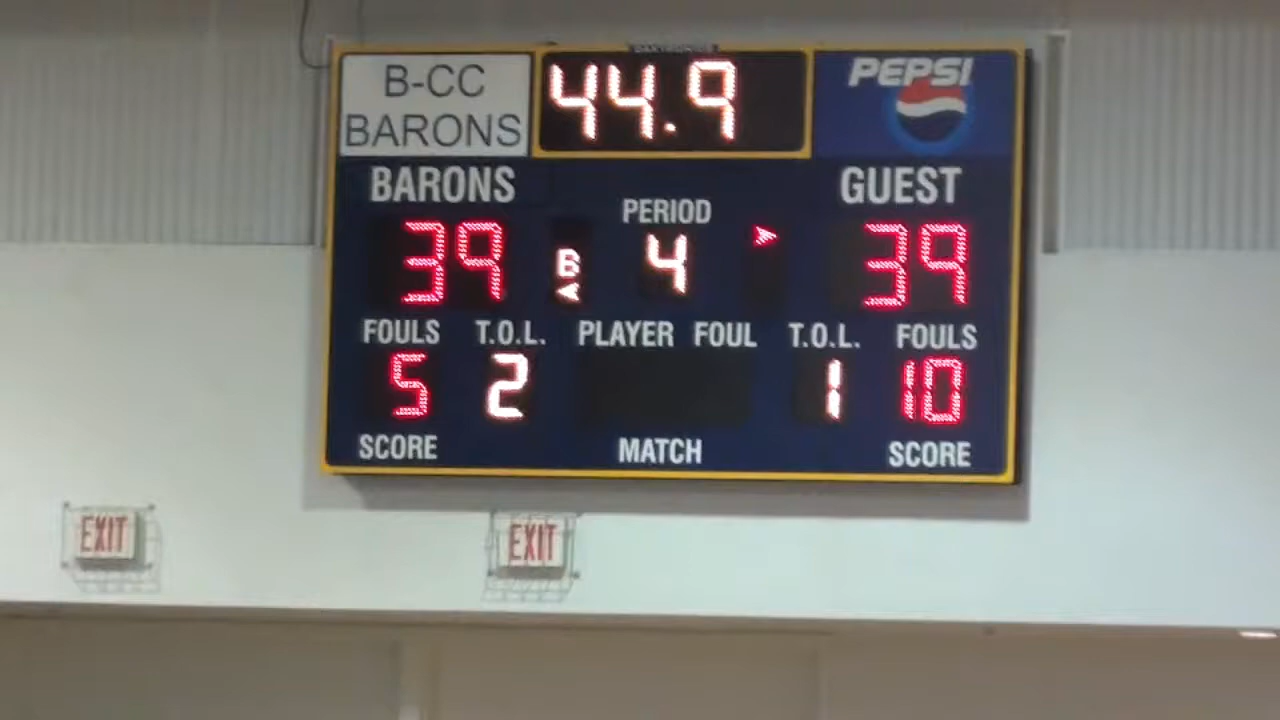 DAKTRONICS
B-CC
BARONS
44.9
PEPSI
BARONS
GUEST
PERIOD
39
B
4
39
FOULS T.O.L. PLAYER FOUL T.O.L. FOULS
5 2 1 10
SCORE MATCH SCORE
EXIT
EXIT